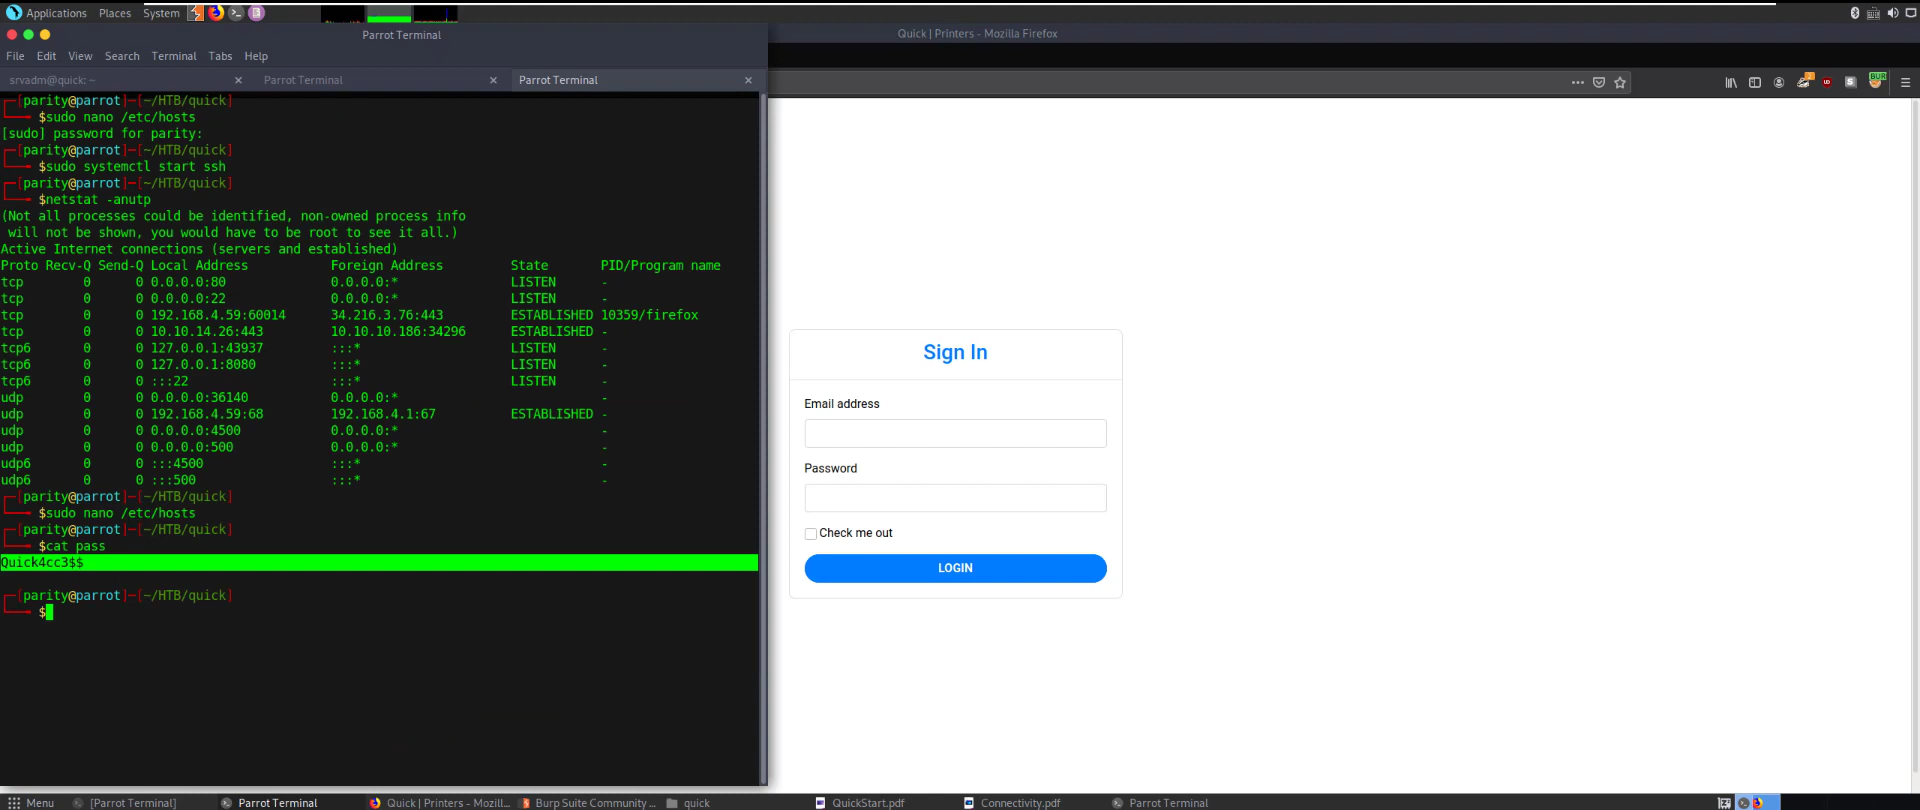 Applications Places System
Parrot Terminal
Quick | Printers - Mozilla Firefox
File Edit View Search Terminal Tabs Help
srvadm@quick: ~ × Parrot Terminal × Parrot Terminal ×
[parity@parrot]─[~/HTB/quick]
$sudo nano /etc/hosts
[sudo] password for parity:
[parity@parrot]─[~/HTB/quick]
$sudo systemctl start ssh
[parity@parrot]─[~/HTB/quick]
$netstat -anutp
(Not all processes could be identified, non-owned process info
will not be shown, you would have to be root to see it all.)
Active Internet connections (servers and established)
Proto Recv-Q Send-Q Local Address Foreign Address State PID/Program name
tcp 0 0 0.0.0.0:80 0.0.0.0:* LISTEN -
tcp 0 0 0.0.0.0:22 0.0.0.0:* LISTEN -
tcp 0 0 192.168.4.59:60014 34.216.3.76:443 ESTABLISHED 10359/firefox
tcp 0 0 10.10.14.26:443 10.10.10.186:34296 ESTABLISHED -
tcp6 0 0 127.0.0.1:43937 :::* LISTEN -
tcp6 0 0 127.0.0.1:8080 :::* LISTEN -
tcp6 0 0 :::22 :::* LISTEN -
udp 0 0 0.0.0.0:36140 0.0.0.0:* -
udp 0 0 192.168.4.59:68 192.168.4.1:67 ESTABLISHED -
udp 0 0 0.0.0.0:4500 0.0.0.0:* -
udp 0 0 0.0.0.0:500 0.0.0.0:* -
udp6 0 0 :::4500 :::* -
udp6 0 0 :::500 :::* -
[parity@parrot]─[~/HTB/quick]
$sudo nano /etc/hosts
[parity@parrot]─[~/HTB/quick]
$cat pass
Quick4cc3$$
[parity@parrot]─[~/HTB/quick]
$
BUR
Sign In
Email address
Password
Check me out
LOGIN
Menu [Parrot Terminal] Parrot Terminal Quick | Printers - Mozill... Burp Suite Community ... quick QuickStart.pdf Connectivity.pdf Parrot Terminal